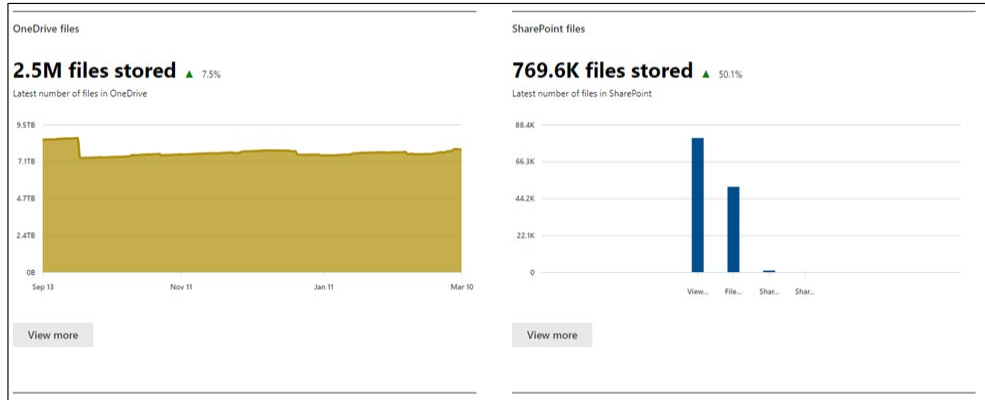 OneDrive files
2.5M files stored ▲ 7.5%
Latest number of files in OneDrive
9.5TB
7.1TB
4.7TB
2.4TB
0B
Sep 13 Nov 11 Jan 11 Mar 10
View more
SharePoint files
769.6K files stored ▲ 50.1%
Latest number of files in SharePoint
88.4K
66.3K
44.2K
22.1K
0
View... File... Shar... Shar...
View more